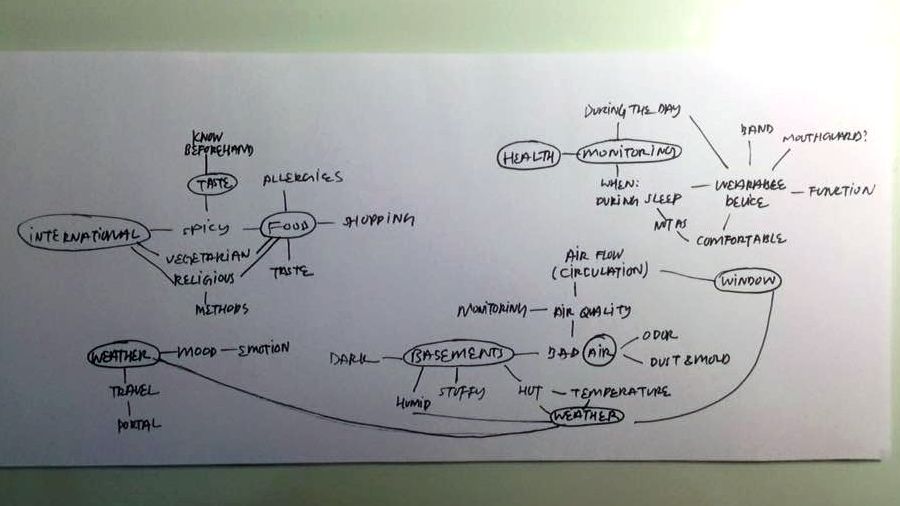 KNOW
BEFOREHAND
TASTE
ALLERGIES
INTERNATIONAL
SPICY
FOOD
SHOPPING
VEGETARIAN
RELIGIOUS
TASTE
METHODS
WEATHER
MOOD
EMOTION
TRAVEL
PORTAL
DURING THE DAY
HEALTH
MONITORING
BAND
MOUTHGUARD?
WHEN:
DURING SLEEP
WEARABLE
DEVICE
FUNCTION
NOT AS
COMFORTABLE
AIR FLOW
(CIRCULATION)
WINDOW
MONITORING
AIR QUALITY
DARK
BASEMENTS
BAD AIR
ODOR
DUST & MOLD
HUMID
STUFFY
HOT
TEMPERATURE
WEATHER